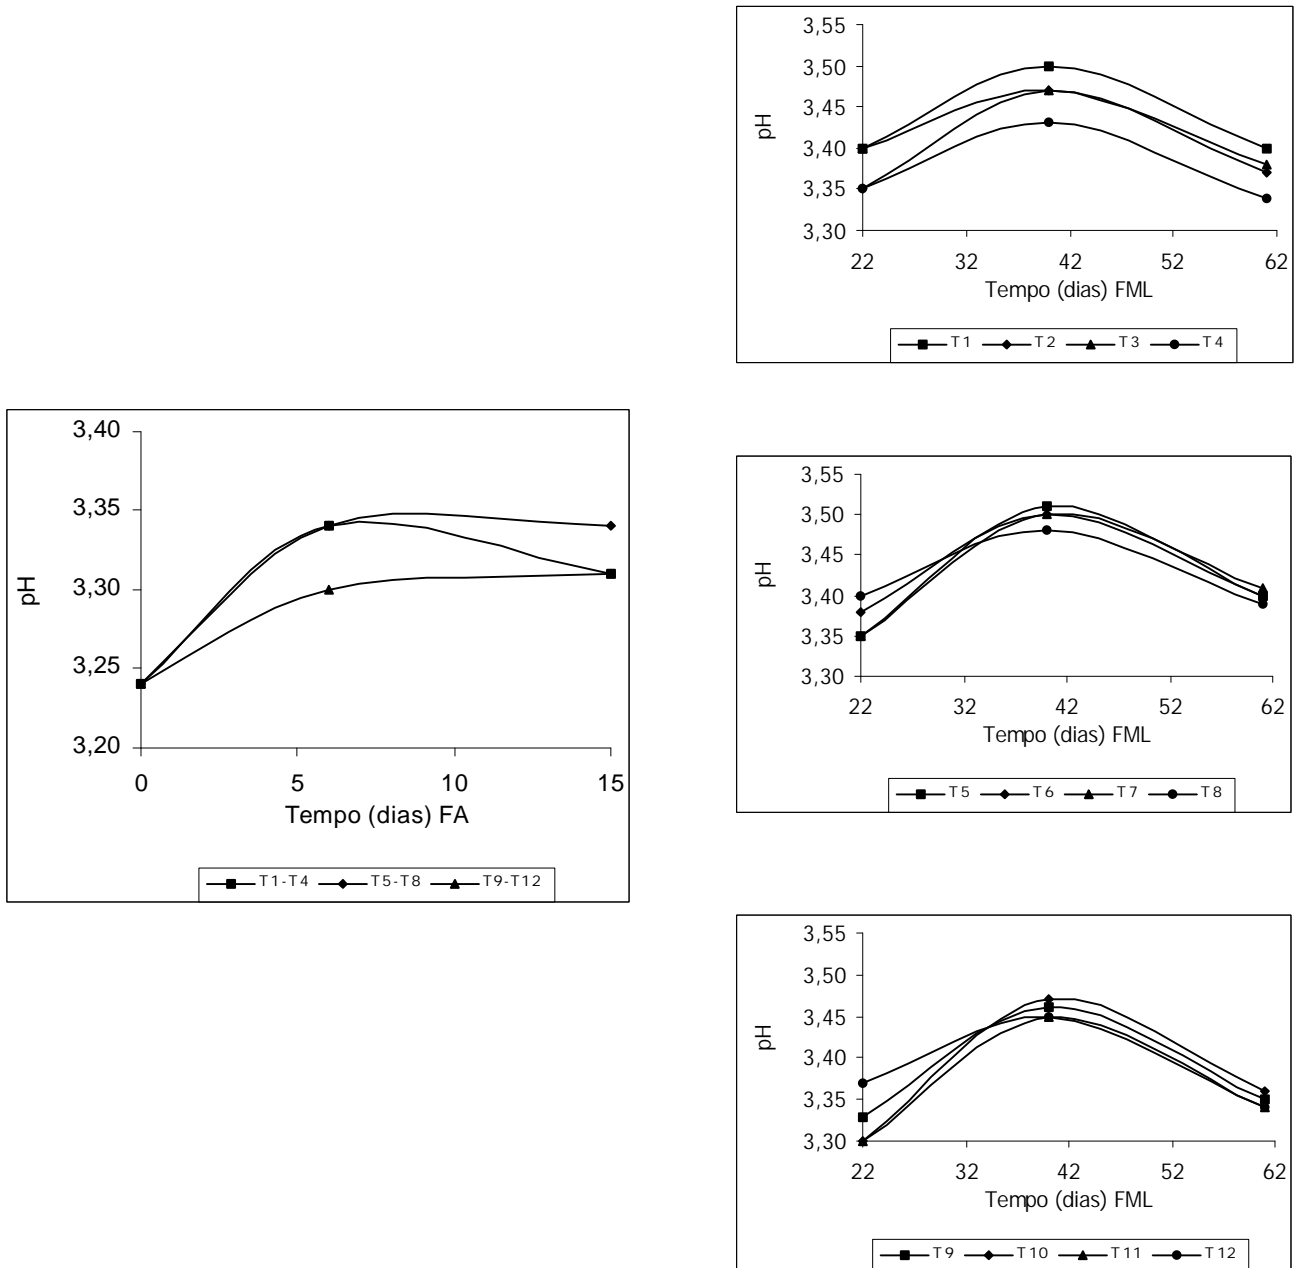 3,40
3,35
3,30
3,25
3,20
pH
0 5 10 15
Tempo (dias) FA
T1-T4 T5-T8 T9-T12
3,55
3,50
3,45
3,40
3,35
3,30
pH
22 32 42 52 62
Tempo (dias) FML
T1 T2 T3 T4
3,55
3,50
3,45
3,40
3,35
3,30
pH
22 32 42 52 62
Tempo (dias) FML
T5 T6 T7 T8
3,55
3,50
3,45
3,40
3,35
3,30
pH
22 32 42 52 62
Tempo (dias) FML
T9 T10 T11 T12